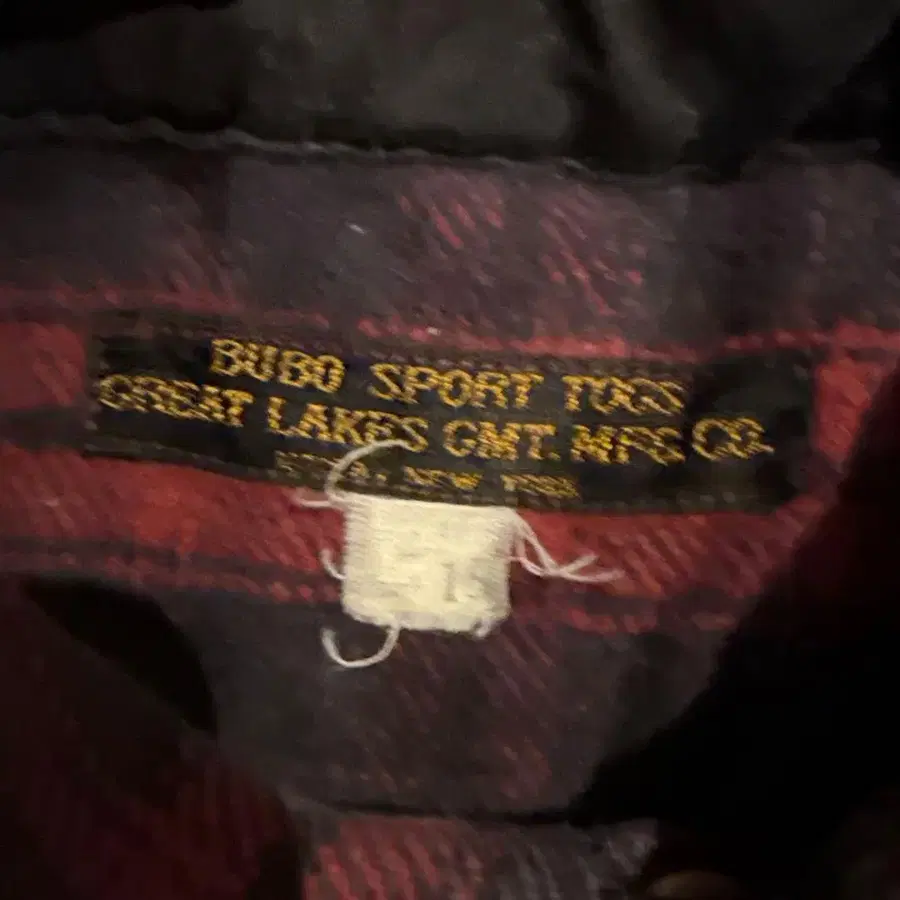 BUBO SPORT TOGS
GREAT LAKES GMT. MFG CO.
NEW YORK